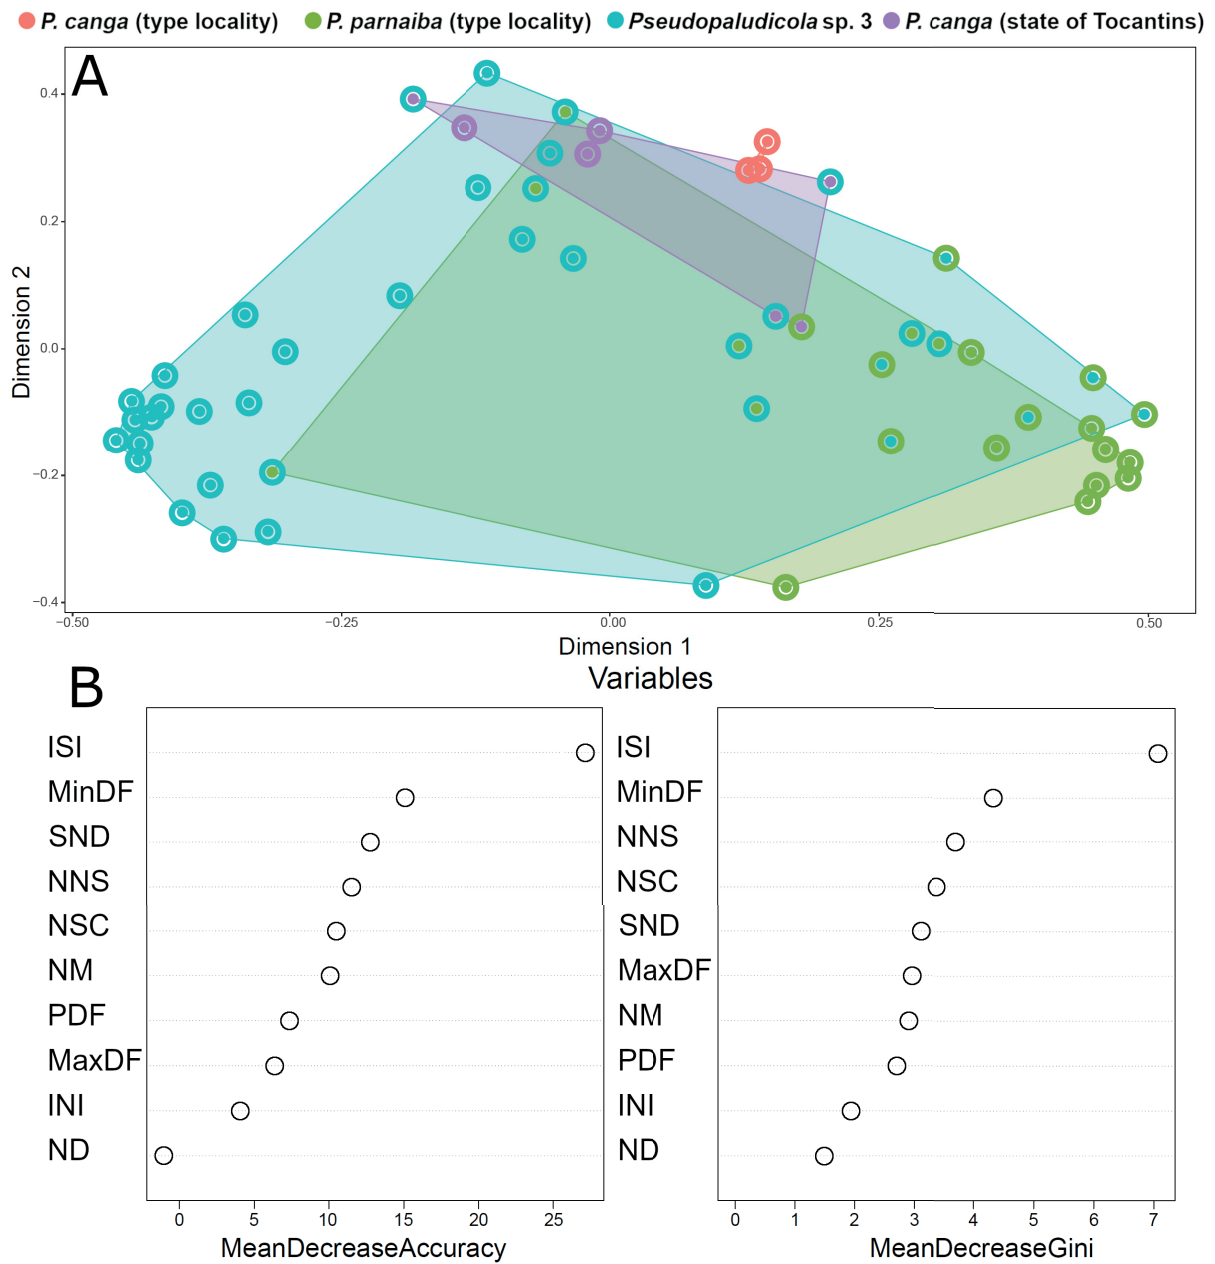 P. canga (type locality) P. parnaiba (type locality) Pseudopaludicola sp. 3 P. canga (state of Tocantins)
A
0.4
0.2
0.0
−0.2
−0.4
Dimension 2
−0.50 −0.25 0.00 0.25 0.50
Dimension 1
B
Variables
ISI
MinDF
SND
NNS
NSC
NM
PDF
MaxDF
INI
ND
0 5 10 15 20 25
MeanDecreaseAccuracy
ISI
MinDF
NNS
NSC
SND
MaxDF
NM
PDF
INI
ND
0 1 2 3 4 5 6 7
MeanDecreaseGini